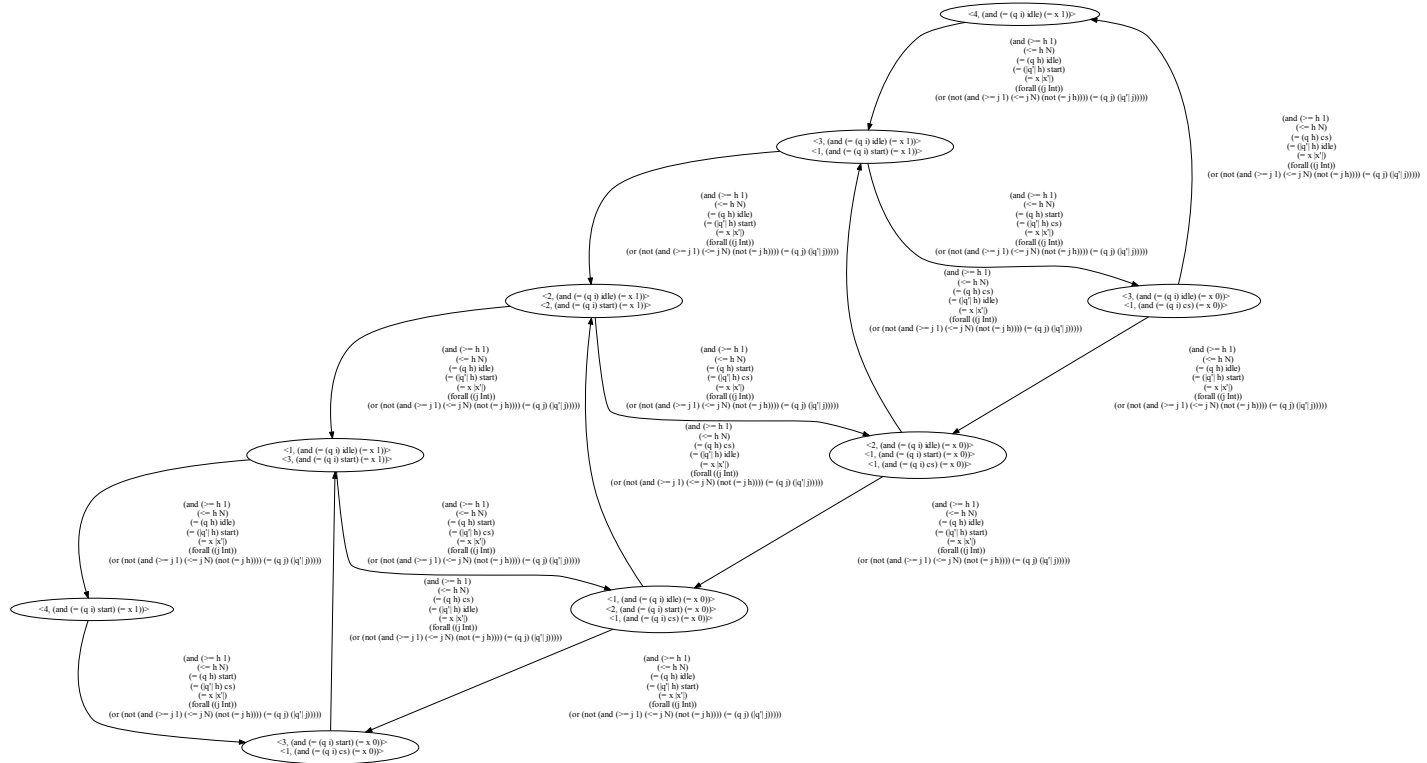 <4, (and (= (q i) idle) (= x 1))>
(and (>= h 1)
(<= h N)
(= (q h) idle)
(= (|q'| h) start)
(= x |x'|)
(forall ((j Int))
(or (not (and (>= j 1) (<= j N) (not (= j h)))) (= (q j) (|q'| j)))))
(and (>= h 1)
(<= h N)
(= (q h) cs)
(= (|q'| h) idle)
(= x |x'|)
(forall ((j Int))
(or (not (and (>= j 1) (<= j N) (not (= j h)))) (= (q j) (|q'| j)))))
<3, (and (= (q i) idle) (= x 1))>
<1, (and (= (q i) start) (= x 1))>
(and (>= h 1)
(<= h N)
(= (q h) idle)
(= (|q'| h) start)
(= x |x'|)
(forall ((j Int))
(or (not (and (>= j 1) (<= j N) (not (= j h)))) (= (q j) (|q'| j)))))
(and (>= h 1)
(<= h N)
(= (q h) start)
(= (|q'| h) cs)
(= x |x'|)
(forall ((j Int))
(or (not (and (>= j 1) (<= j N) (not (= j h)))) (= (q j) (|q'| j)))))
(and (>= h 1)
(<= h N)
(= (q h) cs)
(= (|q'| h) idle)
(= x |x'|)
(forall ((j Int))
(or (not (and (>= j 1) (<= j N) (not (= j h)))) (= (q j) (|q'| j)))))
<2, (and (= (q i) idle) (= x 1))>
<2, (and (= (q i) start) (= x 1))>
<3, (and (= (q i) idle) (= x 0))>
<1, (and (= (q i) cs) (= x 0))>
(and (>= h 1)
(<= h N)
(= (q h) idle)
(= (|q'| h) start)
(= x |x'|)
(forall ((j Int))
(or (not (and (>= j 1) (<= j N) (not (= j h)))) (= (q j) (|q'| j)))))
(and (>= h 1)
(<= h N)
(= (q h) start)
(= (|q'| h) cs)
(= x |x'|)
(forall ((j Int))
(or (not (and (>= j 1) (<= j N) (not (= j h)))) (= (q j) (|q'| j)))))
(and (>= h 1)
(<= h N)
(= (q h) idle)
(= (|q'| h) start)
(= x |x'|)
(forall ((j Int))
(or (not (and (>= j 1) (<= j N) (not (= j h)))) (= (q j) (|q'| j)))))
(and (>= h 1)
(<= h N)
(= (q h) cs)
(= (|q'| h) idle)
(= x |x'|)
(forall ((j Int))
(or (not (and (>= j 1) (<= j N) (not (= j h)))) (= (q j) (|q'| j)))))
<1, (and (= (q i) idle) (= x 1))>
<3, (and (= (q i) start) (= x 1))>
<2, (and (= (q i) idle) (= x 0))>
<1, (and (= (q i) start) (= x 0))>
<1, (and (= (q i) cs) (= x 0))>
(and (>= h 1)
(<= h N)
(= (q h) idle)
(= (|q'| h) start)
(= x |x'|)
(forall ((j Int))
(or (not (and (>= j 1) (<= j N) (not (= j h)))) (= (q j) (|q'| j)))))
(and (>= h 1)
(<= h N)
(= (q h) start)
(= (|q'| h) cs)
(= x |x'|)
(forall ((j Int))
(or (not (and (>= j 1) (<= j N) (not (= j h)))) (= (q j) (|q'| j)))))
(and (>= h 1)
(<= h N)
(= (q h) idle)
(= (|q'| h) start)
(= x |x'|)
(forall ((j Int))
(or (not (and (>= j 1) (<= j N) (not (= j h)))) (= (q j) (|q'| j)))))
(and (>= h 1)
(<= h N)
(= (q h) cs)
(= (|q'| h) idle)
(= x |x'|)
(forall ((j Int))
(or (not (and (>= j 1) (<= j N) (not (= j h)))) (= (q j) (|q'| j)))))
<4, (and (= (q i) start) (= x 1))>
<1, (and (= (q i) idle) (= x 0))>
<2, (and (= (q i) start) (= x 0))>
<1, (and (= (q i) cs) (= x 0))>
(and (>= h 1)
(<= h N)
(= (q h) start)
(= (|q'| h) cs)
(= x |x'|)
(forall ((j Int))
(or (not (and (>= j 1) (<= j N) (not (= j h)))) (= (q j) (|q'| j)))))
(and (>= h 1)
(<= h N)
(= (q h) idle)
(= (|q'| h) start)
(= x |x'|)
(forall ((j Int))
(or (not (and (>= j 1) (<= j N) (not (= j h)))) (= (q j) (|q'| j)))))
<3, (and (= (q i) start) (= x 0))>
<1, (and (= (q i) cs) (= x 0))>